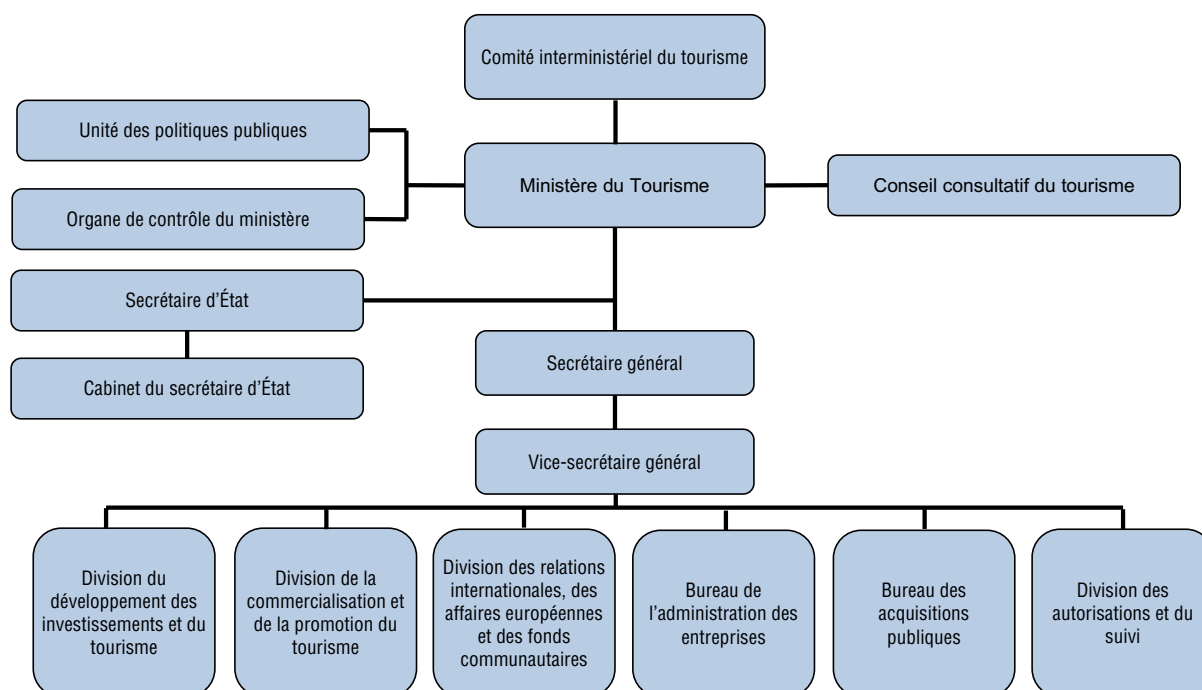 Comité interministériel du tourisme
Unité des politiques publiques
Ministère du Tourisme
Conseil consultatif du tourisme
Organe de contrôle du ministère
Secrétaire d’État
Secrétaire général
Cabinet du secrétaire d’État
Vice-secrétaire général
Division du
développement des
investissements et du
tourisme
Division de la
commercialisation et
de la promotion du
tourisme
Division des relations
internationales, des
affaires européennes
et des fonds
communautaires
Bureau de
l’administration des
entreprises
Bureau des
acquisitions
publiques
Division des
autorisations et du
suivi